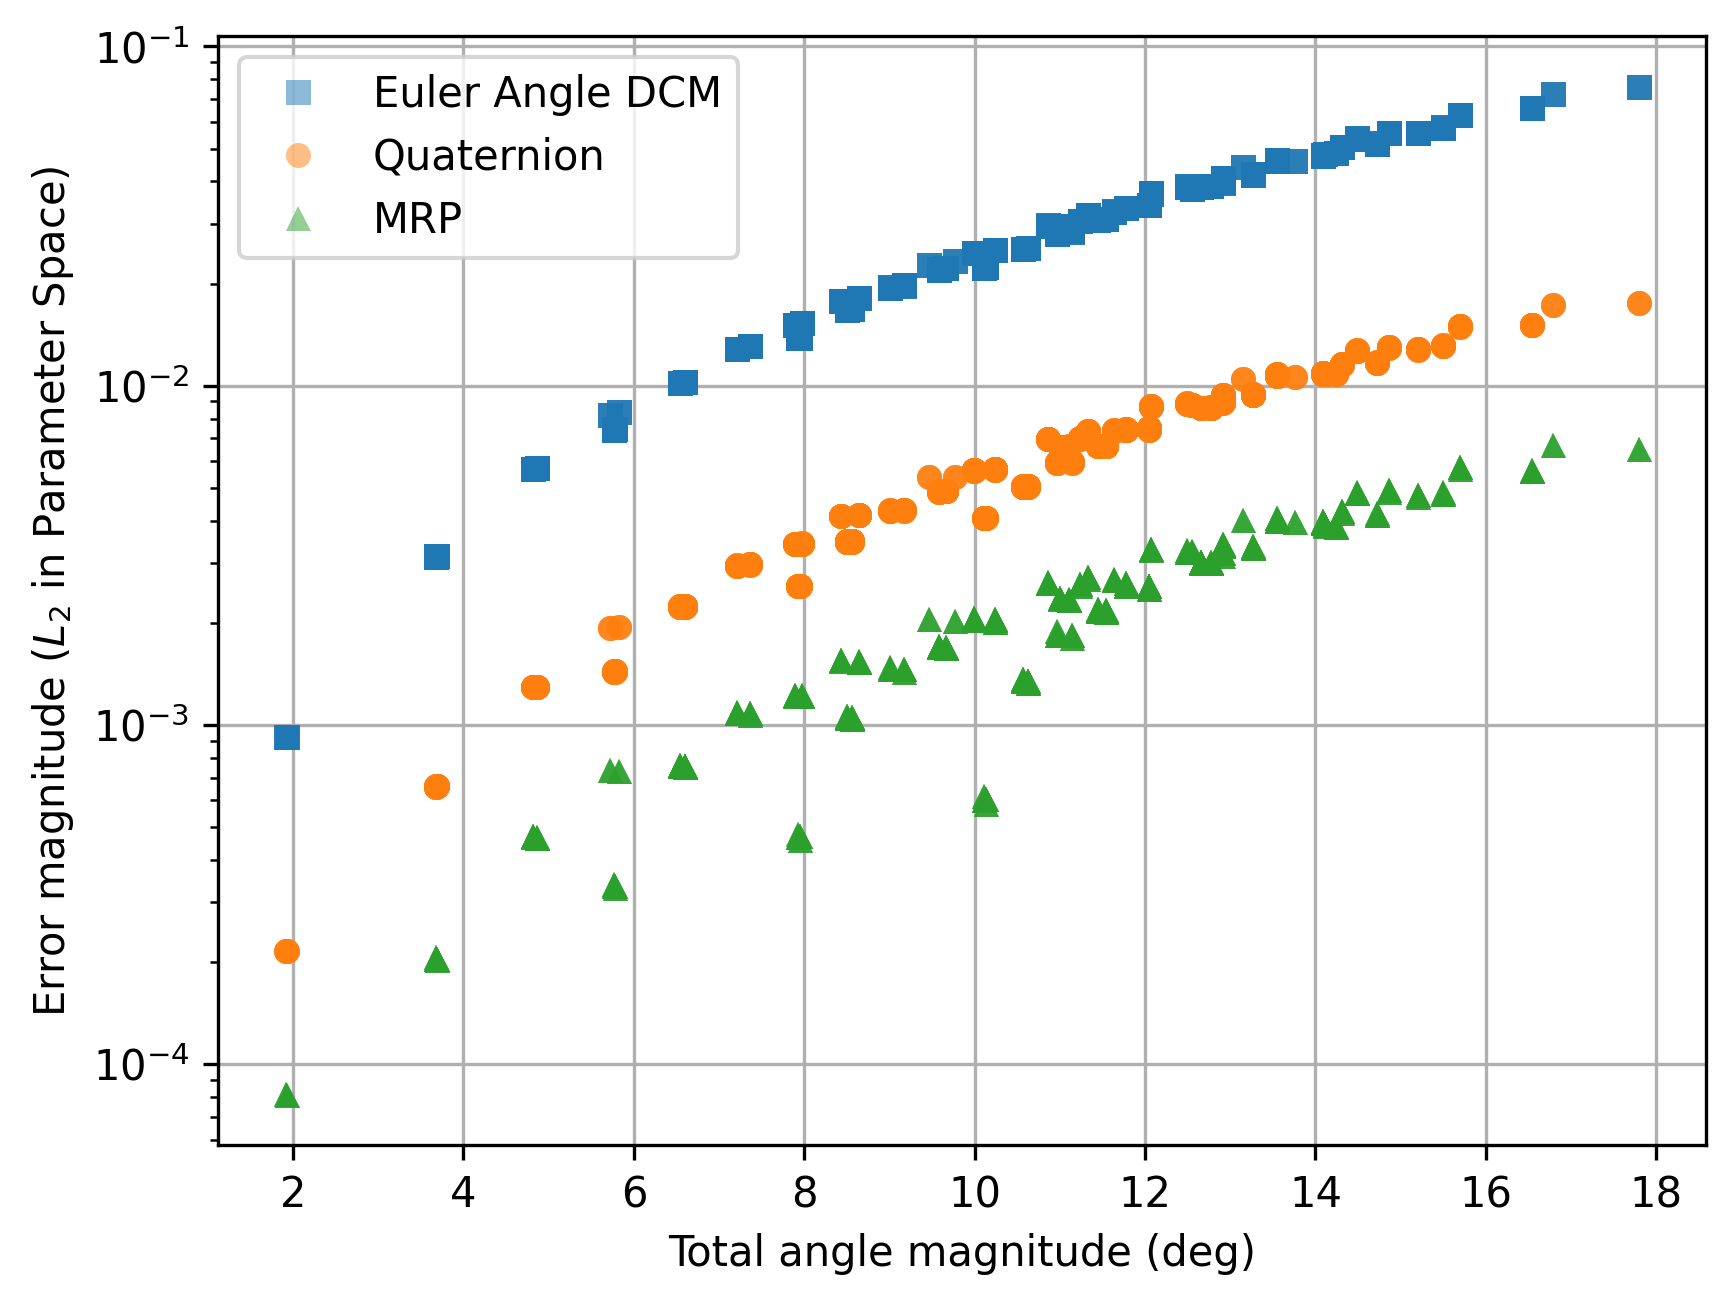 Error magnitude ($L_2$ in Parameter Space)
10⁻¹
10⁻²
10⁻³
10⁻⁴
Euler Angle DCM
Quaternion
MRP
2 4 6 8 10 12 14 16 18
Total angle magnitude (deg)